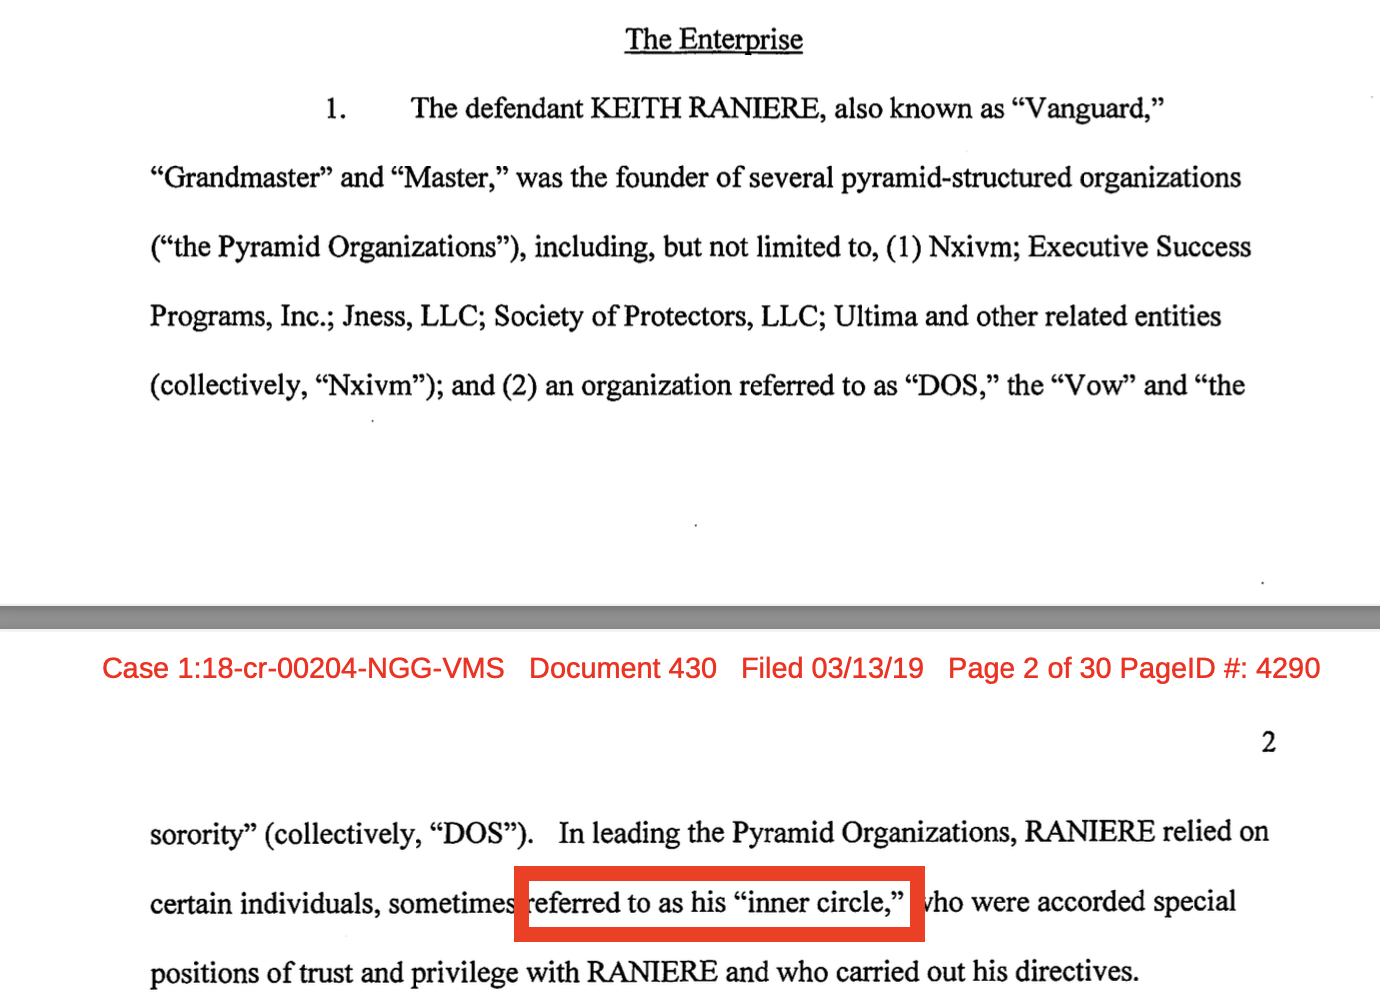 The Enterprise
1. The defendant KEITH RANIERE, also known as “Vanguard,”
“Grandmaster” and “Master,” was the founder of several pyramid-structured organizations
(“the Pyramid Organizations”), including, but not limited to, (1) Nxivm; Executive Success
Programs, Inc.; Jness, LLC; Society of Protectors, LLC; Ultima and other related entities
(collectively, “Nxivm”); and (2) an organization referred to as “DOS,” the “Vow” and “the
Case 1:18-cr-00204-NGG-VMS Document 430 Filed 03/13/19 Page 2 of 30 PageID #: 4290
2
sorority” (collectively, “DOS”). In leading the Pyramid Organizations, RANIERE relied on
certain individuals, sometimes referred to as his “inner circle,” who were accorded special
positions of trust and privilege with RANIERE and who carried out his directives.